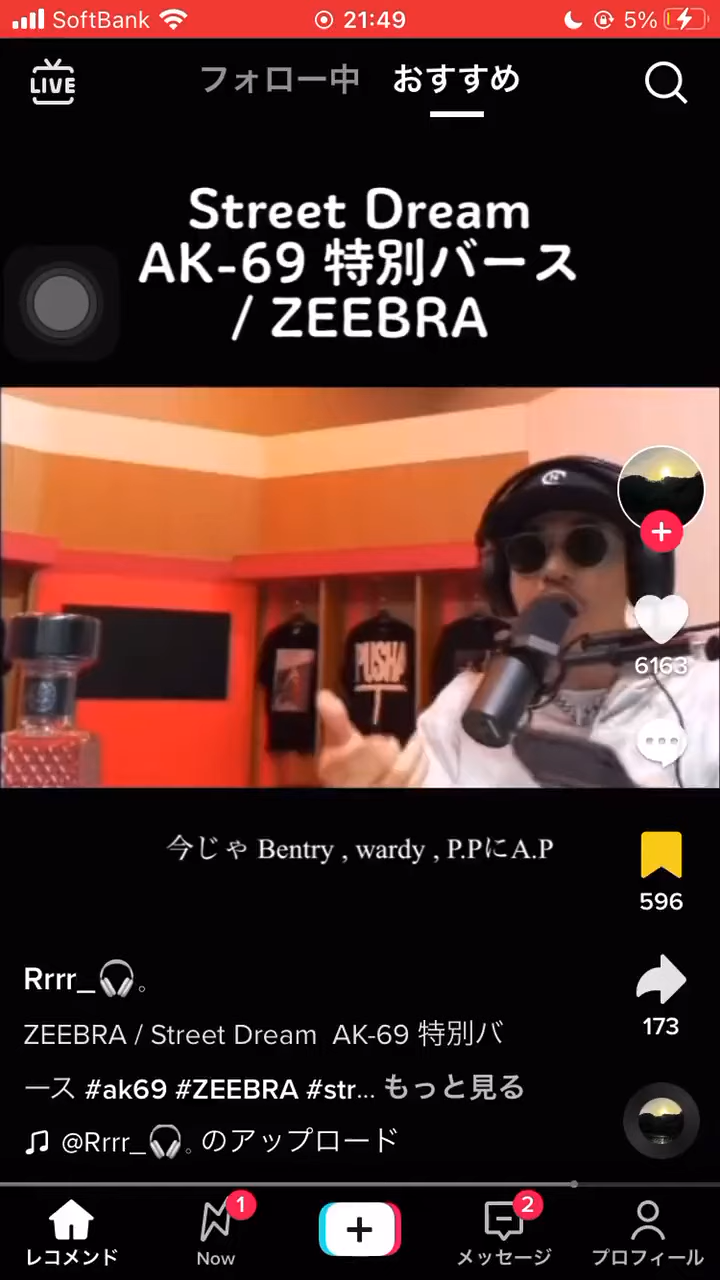 SoftBank 21:49 5%
LIVE フォロー中 おすすめ
Street Dream
AK-69 特別バース
/ ZEEBRA
PUSHA
T
6163
今じゃ Bentry , wardy , P.PにA.P
596
Rrrr_🎧。
173
ZEEBRA / Street Dream AK-69 特別バ
ース #ak69 #ZEEBRA #str... もっと見る
@Rrrr_🎧。のアップロード
1
2
レコメンド Now メッセージ プロフィール